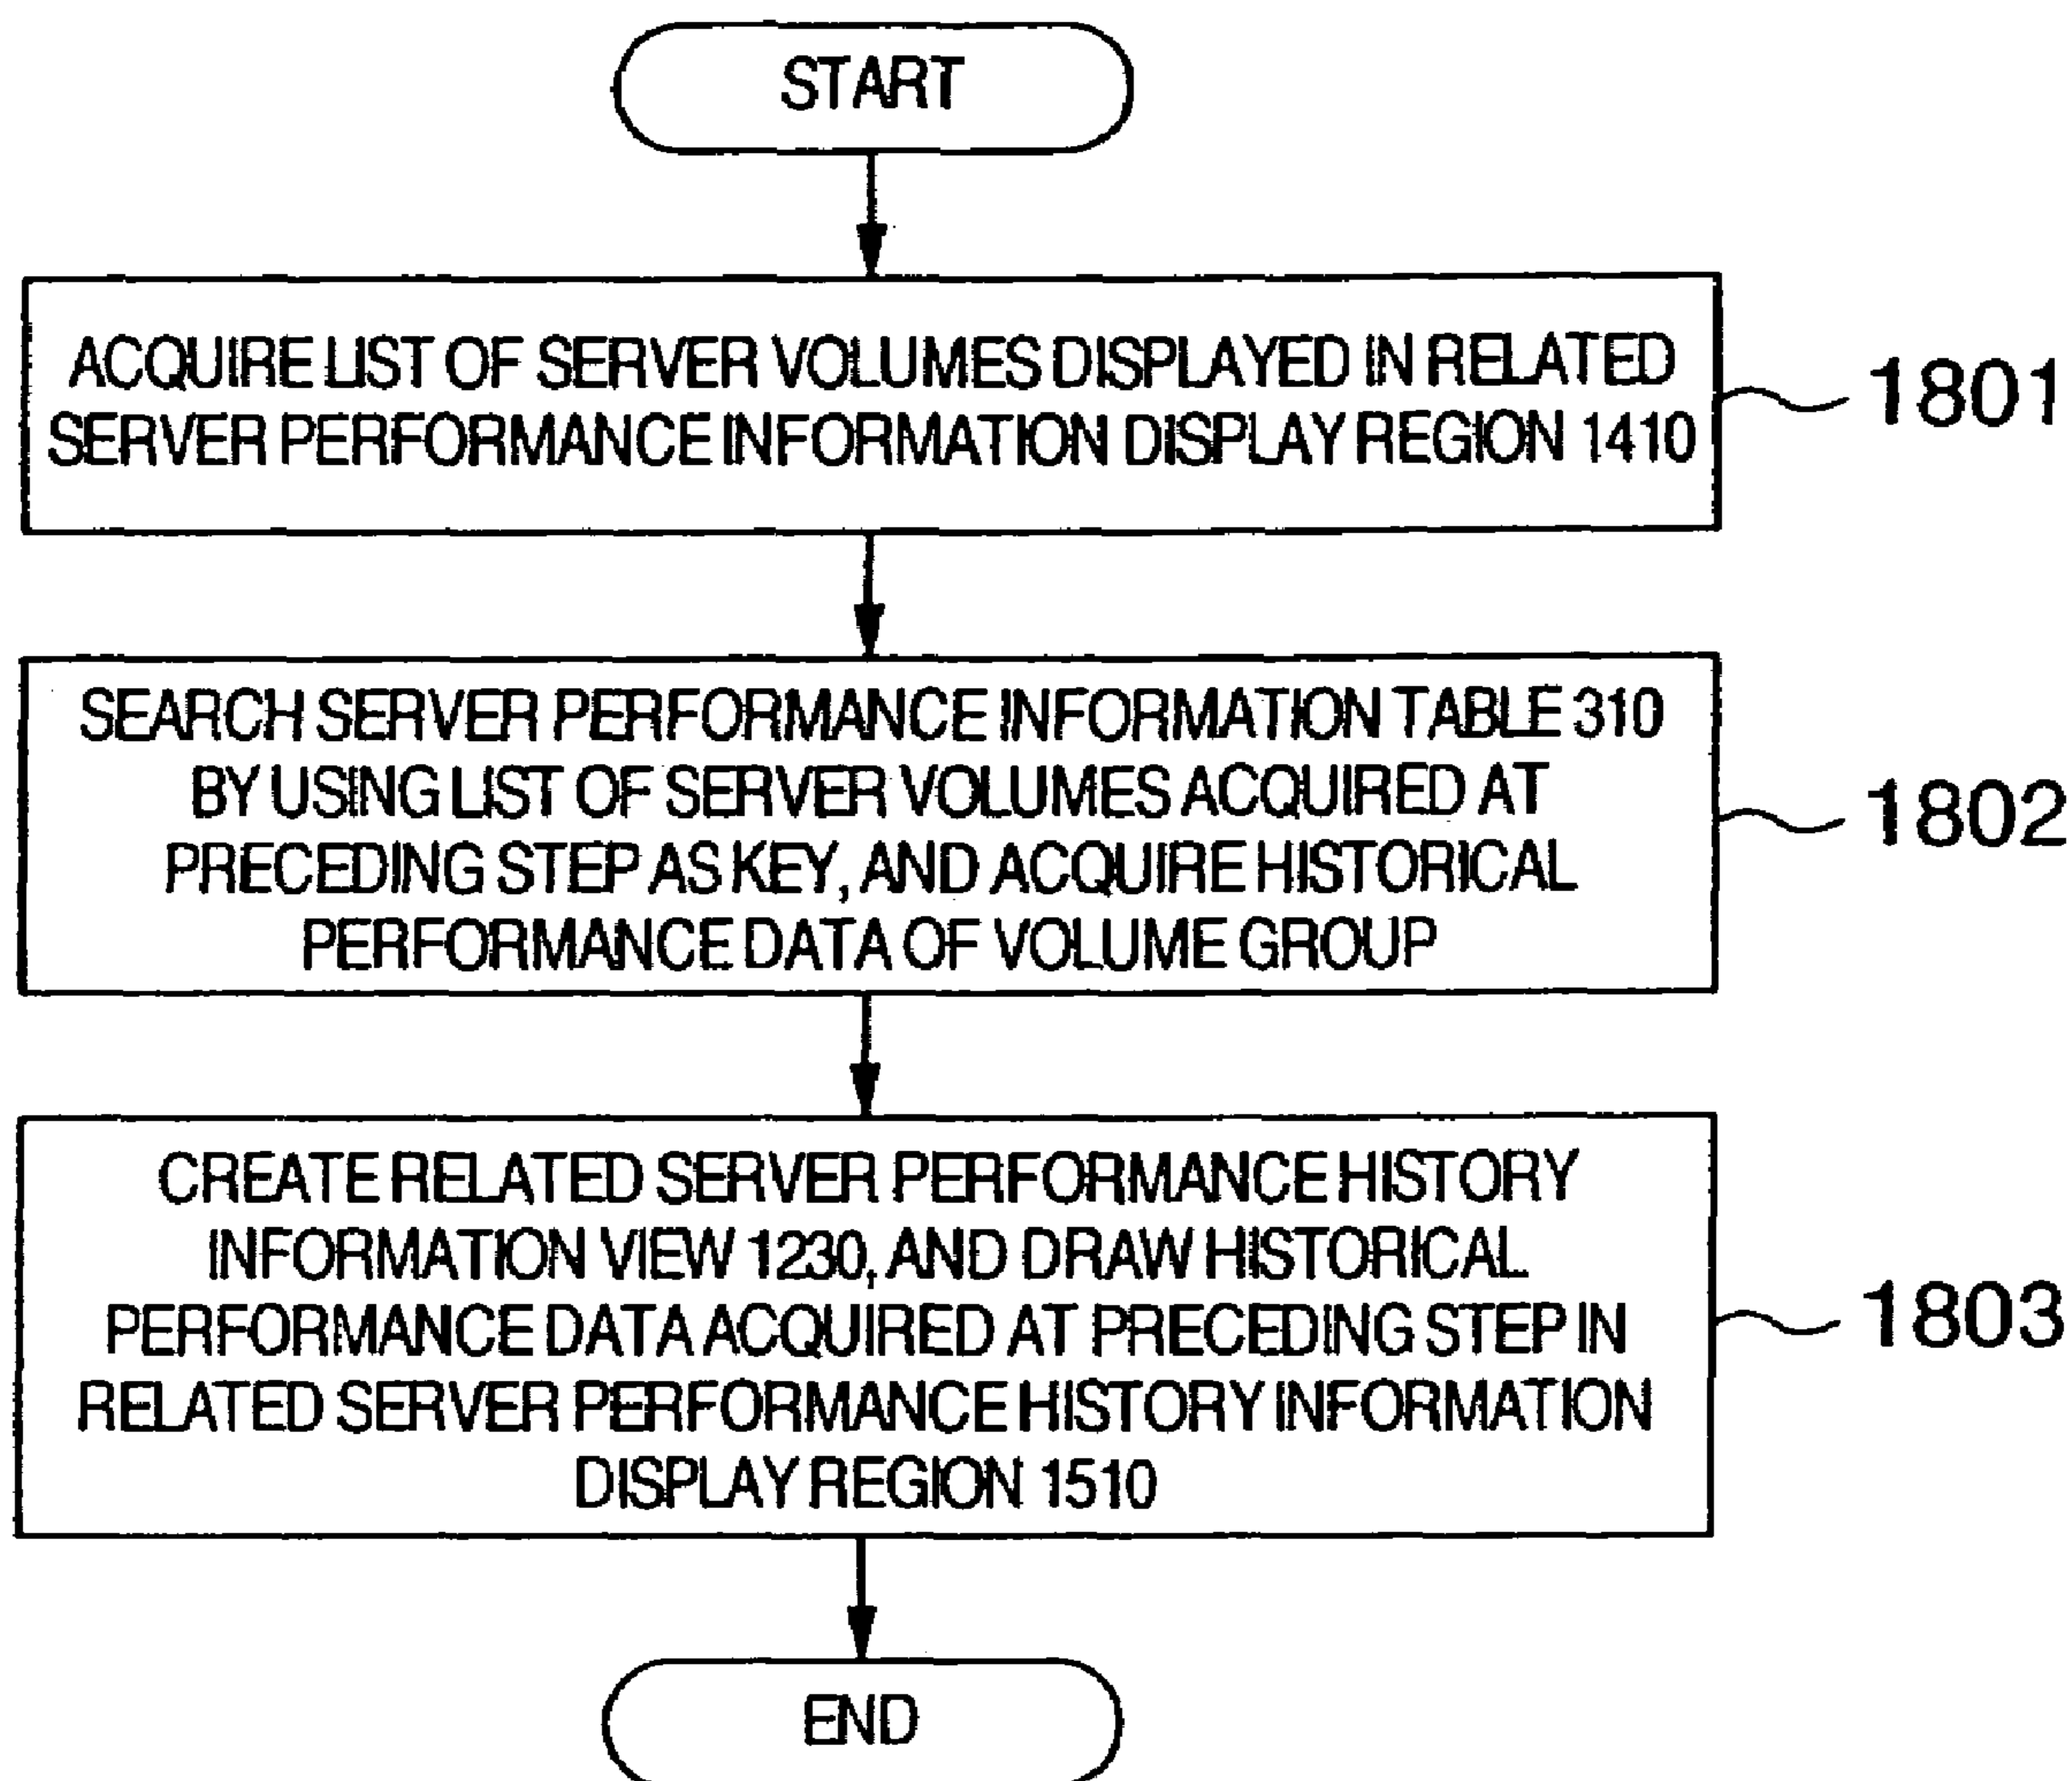 START
ACQUIRE LIST OF SERVER VOLUMES DISPLAYED IN RELATED
SERVER PERFORMANCE INFORMATION DISPLAY REGION 1410
1801
SEARCH SERVER PERFORMANCE INFORMATION TABLE 310
BY USING LIST OF SERVER VOLUMES ACQUIRED AT
PRECEDING STEP AS KEY, AND ACQUIRE HISTORICAL
PERFORMANCE DATA OF VOLUME GROUP
1802
CREATE RELATED SERVER PERFORMANCE HISTORY
INFORMATION VIEW 1230, AND DRAW HISTORICAL
PERFORMANCE DATA ACQUIRED AT PRECEDING STEP IN
RELATED SERVER PERFORMANCE HISTORY INFORMATION
DISPLAY REGION 1510
1803
END